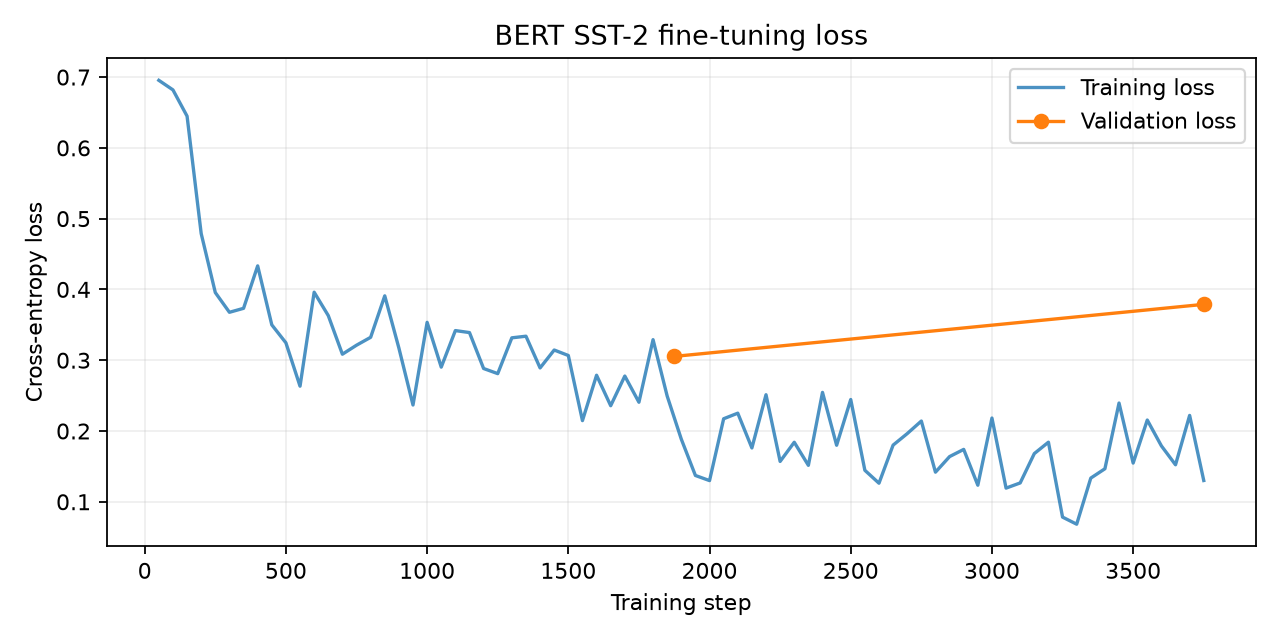 BERT SST-2 fine-tuning loss
Training loss
Validation loss
Cross-entropy loss
0.7
0.6
0.5
0.4
0.3
0.2
0.1
0 500 1000 1500 2000 2500 3000 3500
Training step